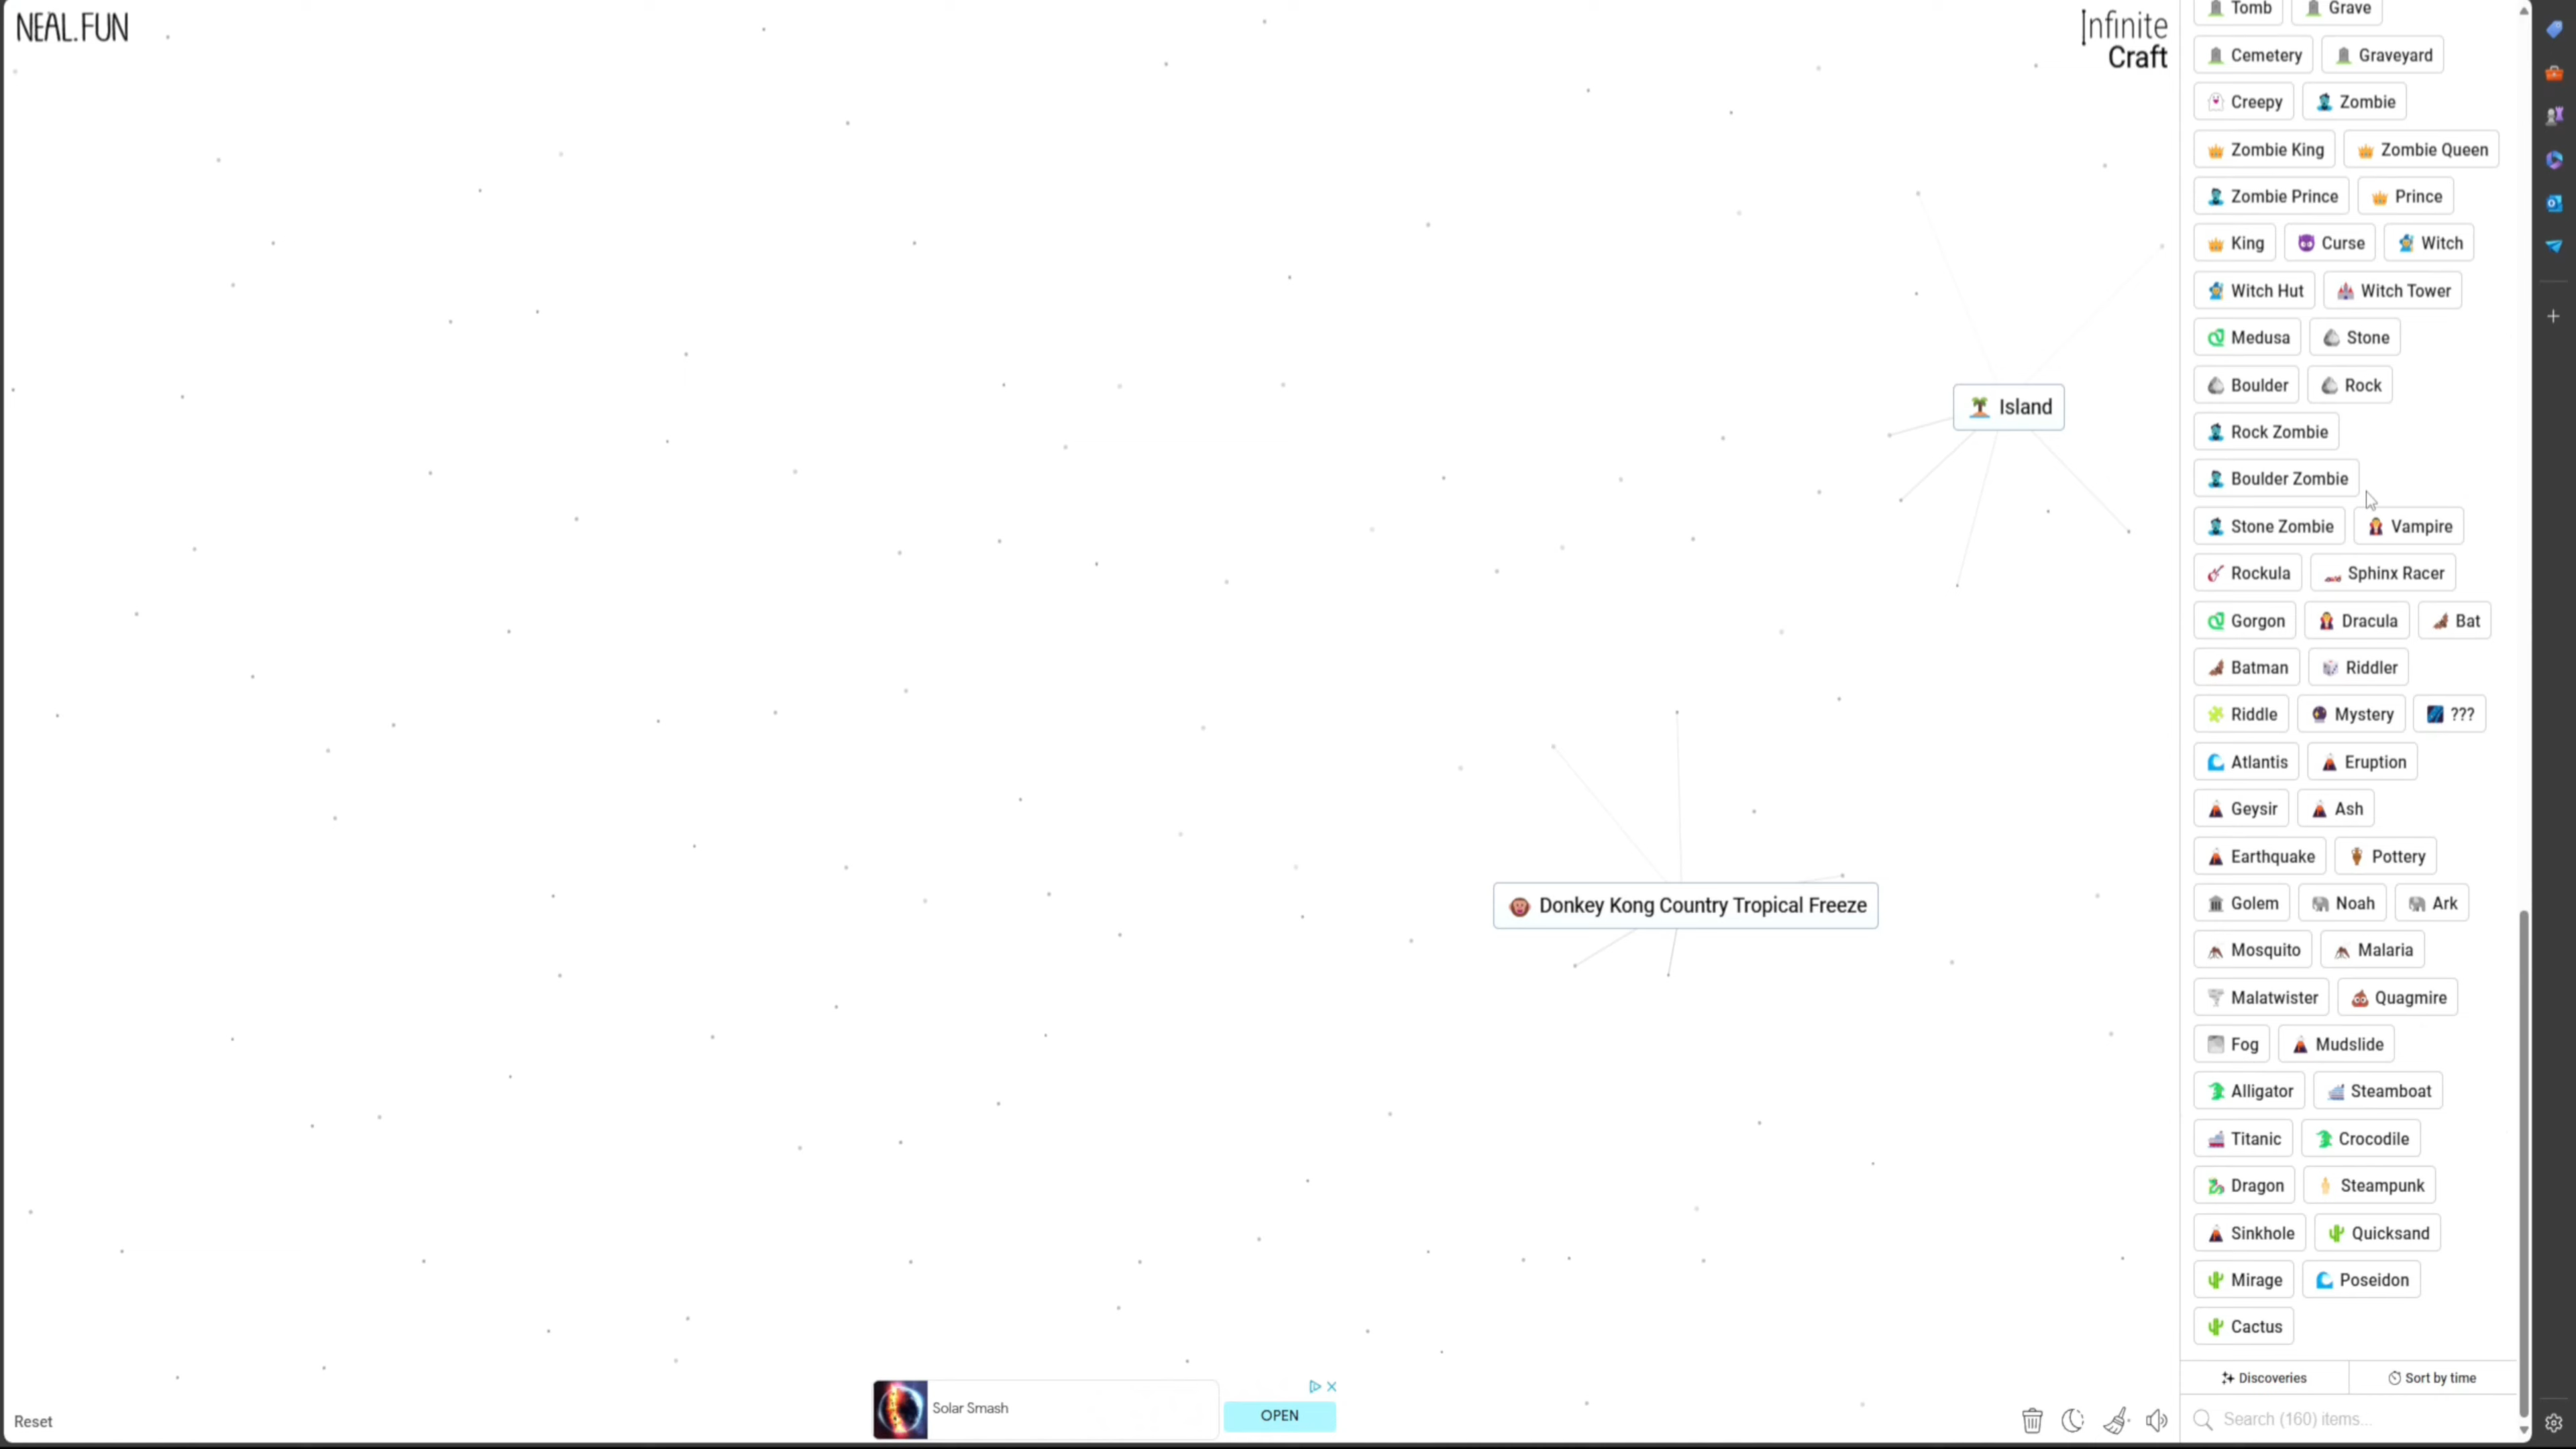 NEAL.FUN
Infinite
Craft
Island
Donkey Kong Country Tropical Freeze
Reset
Solar Smash
OPEN
Tomb Grave
Cemetery Graveyard
Creepy Zombie
Zombie King Zombie Queen
Zombie Prince Prince
King Curse Witch
Witch Hut Witch Tower
Medusa Stone
Boulder Rock
Rock Zombie
Boulder Zombie
Stone Zombie Vampire
Rockula Sphinx Racer
Gorgon Dracula Bat
Batman Riddler
Riddle Mystery ???
Atlantis Eruption
Geysir Ash
Earthquake Pottery
Golem Noah Ark
Mosquito Malaria
Malatwister Quagmire
Fog Mudslide
Alligator Steamboat
Titanic Crocodile
Dragon Steampunk
Sinkhole Quicksand
Mirage Poseidon
Cactus
Discoveries Sort by time
Search (160) items...